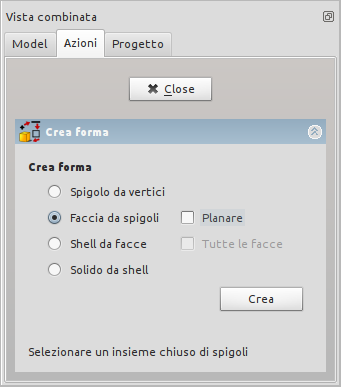 Vista combinata
Model Azioni Progetto
Close
Crea forma
Crea forma
Spigolo da vertici
Faccia da spigoli Planare
Shell da facce Tutte le facce
Solido da shell
Crea
Selezionare un insieme chiuso di spigoli